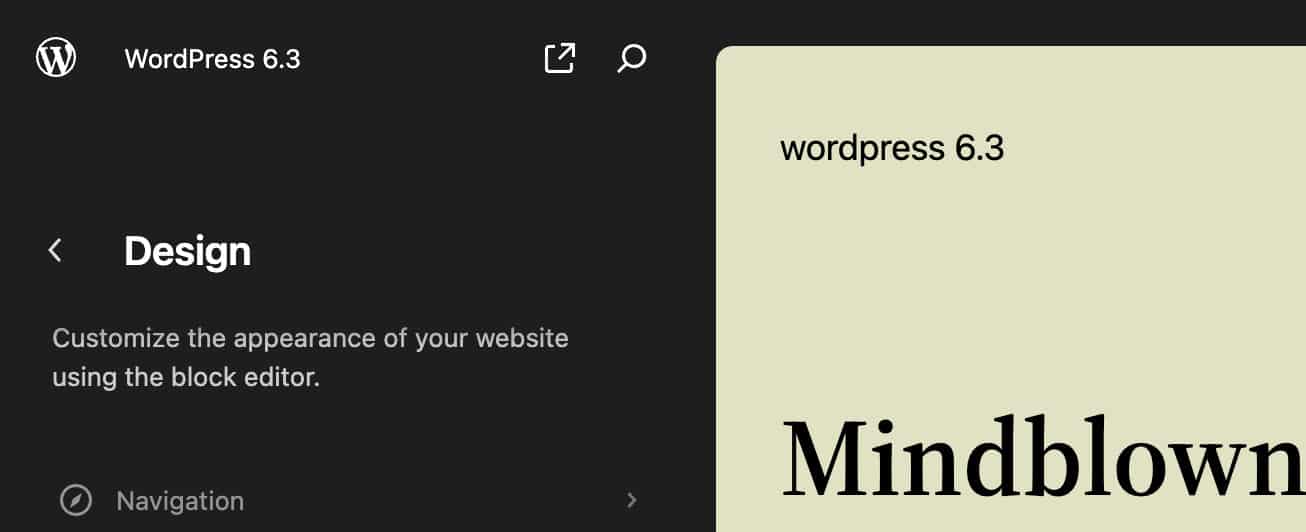 WordPress 6.3
Design
Customize the appearance of your website
using the block editor.
Navigation
wordpress 6.3
Mindblown